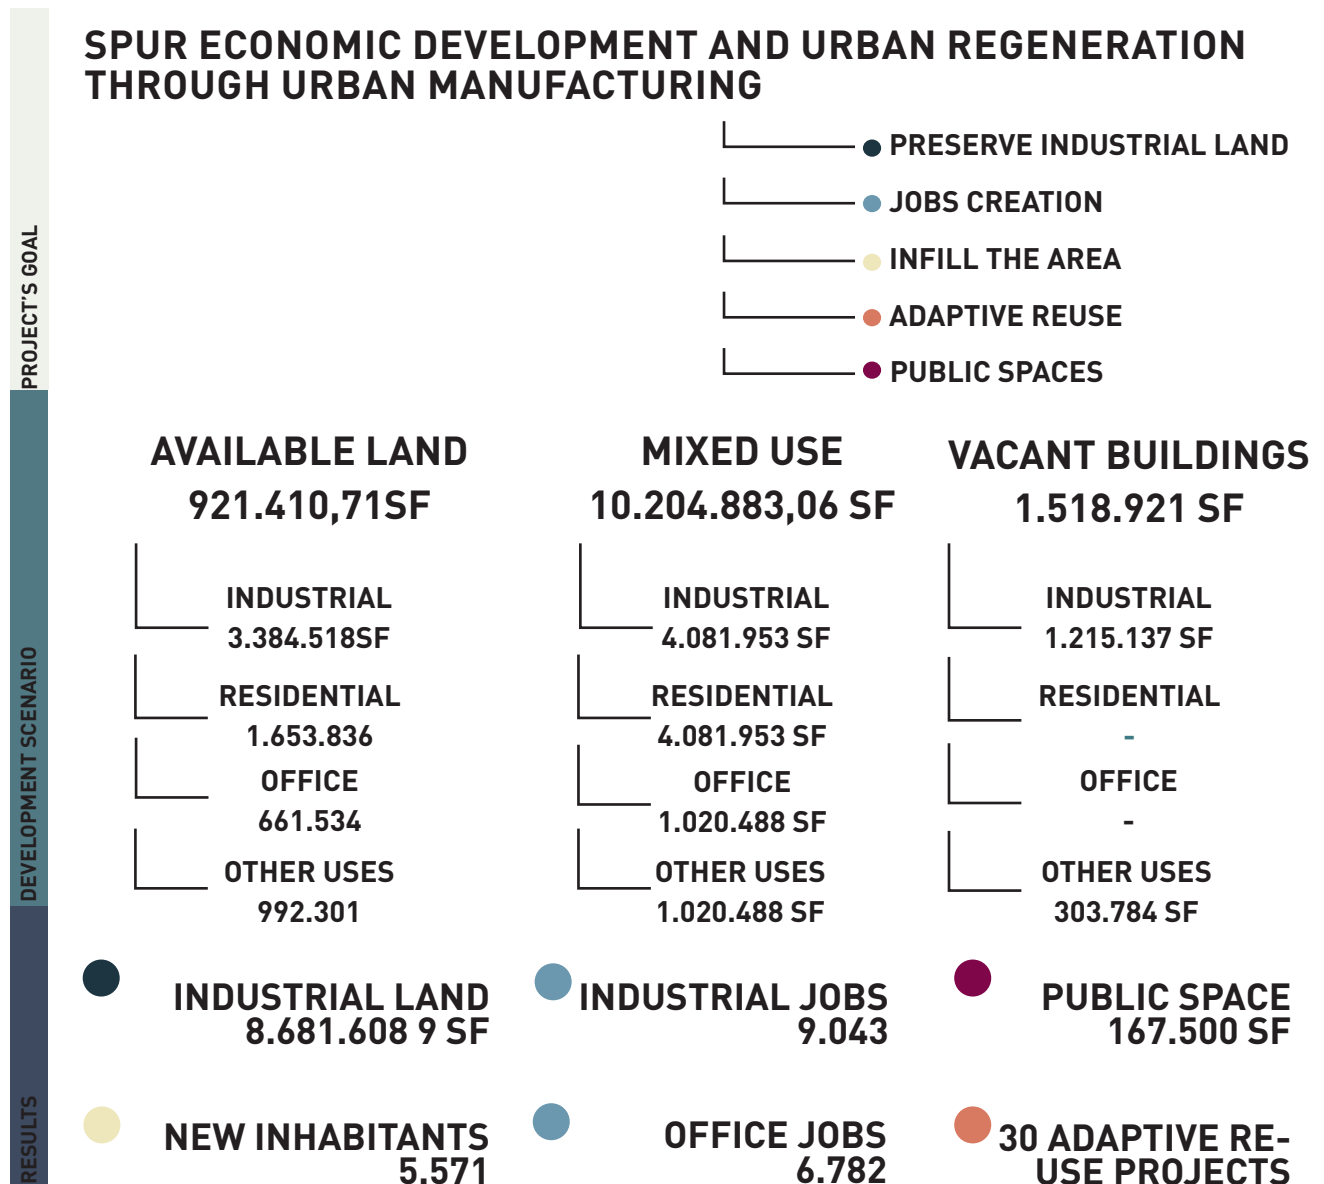 SPUR ECONOMIC DEVELOPMENT AND URBAN REGENERATION
THROUGH URBAN MANUFACTURING
PRESERVE INDUSTRIAL LAND
JOBS CREATION
INFILL THE AREA
ADAPTIVE REUSE
PUBLIC SPACES
PROJECT'S GOAL
AVAILABLE LAND
921.410,71SF
INDUSTRIAL
3.384.518SF
RESIDENTIAL
1.653.836
OFFICE
661.534
OTHER USES
992.301
MIXED USE
10.204.883,06 SF
INDUSTRIAL
4.081.953 SF
RESIDENTIAL
4.081.953 SF
OFFICE
1.020.488 SF
OTHER USES
1.020.488 SF
VACANT BUILDINGS
1.518.921 SF
INDUSTRIAL
1.215.137 SF
RESIDENTIAL
-
OFFICE
-
OTHER USES
303.784 SF
DEVELOPMENT SCENARIO
INDUSTRIAL LAND
8.681.608 9 SF
INDUSTRIAL JOBS
9.043
PUBLIC SPACE
167.500 SF
NEW INHABITANTS
5,571
OFFICE JOBS
6.782
30 ADAPTIVE RE-
USE PROJECTS
RESULTS